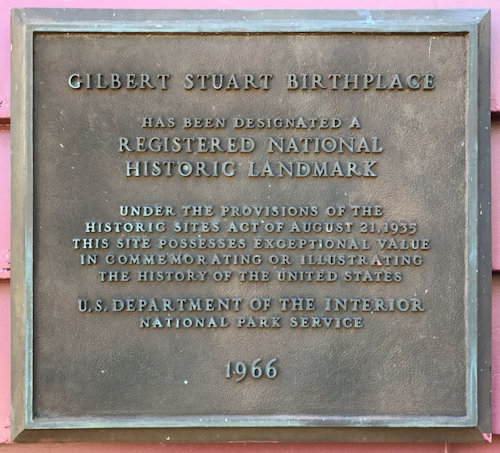 GILBERT STUART BIRTHPLACE
HAS BEEN DESIGNATED A
REGISTERED NATIONAL
HISTORIC LANDMARK
UNDER THE PROVISIONS OF THE
HISTORIC SITES ACT OF AUGUST 21, 1935
THIS SITE POSSESSES EXCEPTIONAL VALUE
IN COMMEMORATING OR ILLUSTRATING
THE HISTORY OF THE UNITED STATES
U.S. DEPARTMENT OF THE INTERIOR
NATIONAL PARK SERVICE
1966